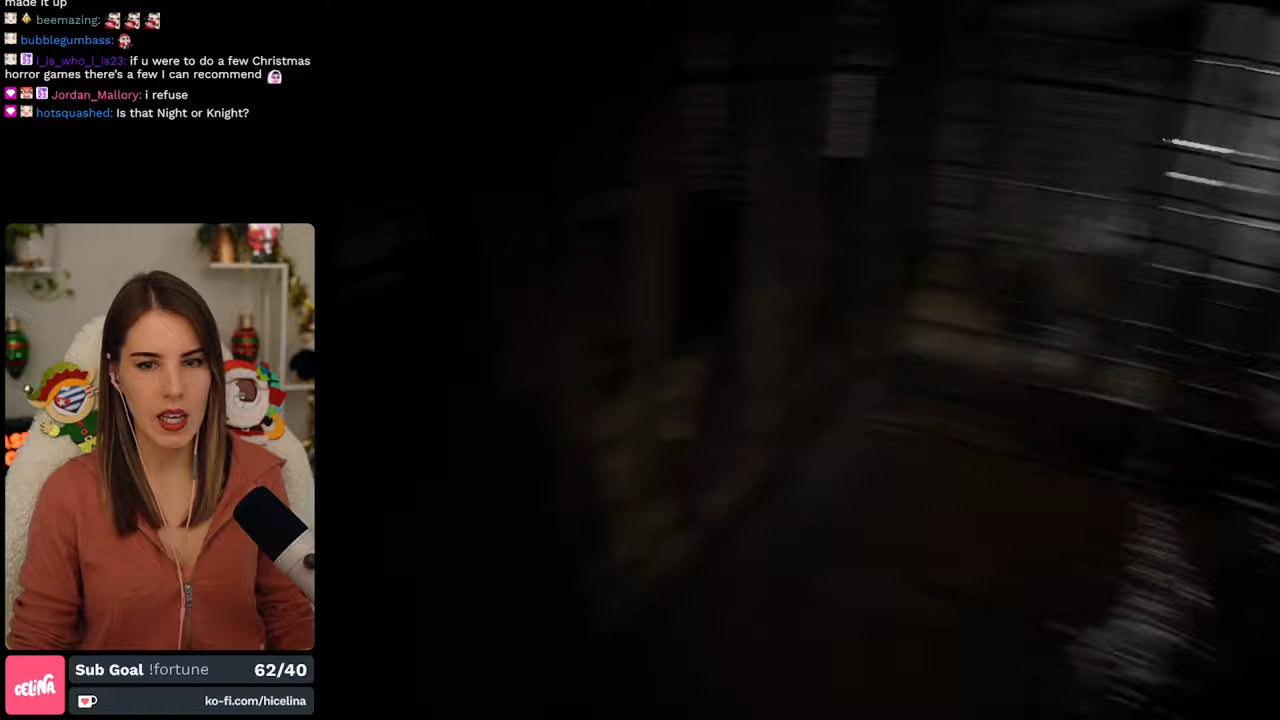 made it up
beemazing:
bubblegumbass:
i_is_who_i_is23: if u were to do a few Christmas
horror games there's a few I can recommend
Jordan_Mallory: i refuse
hotsquashed: Is that Night or Knight?
Sub Goal !fortune 62/40
CELINA
ko-fi.com/hicelina